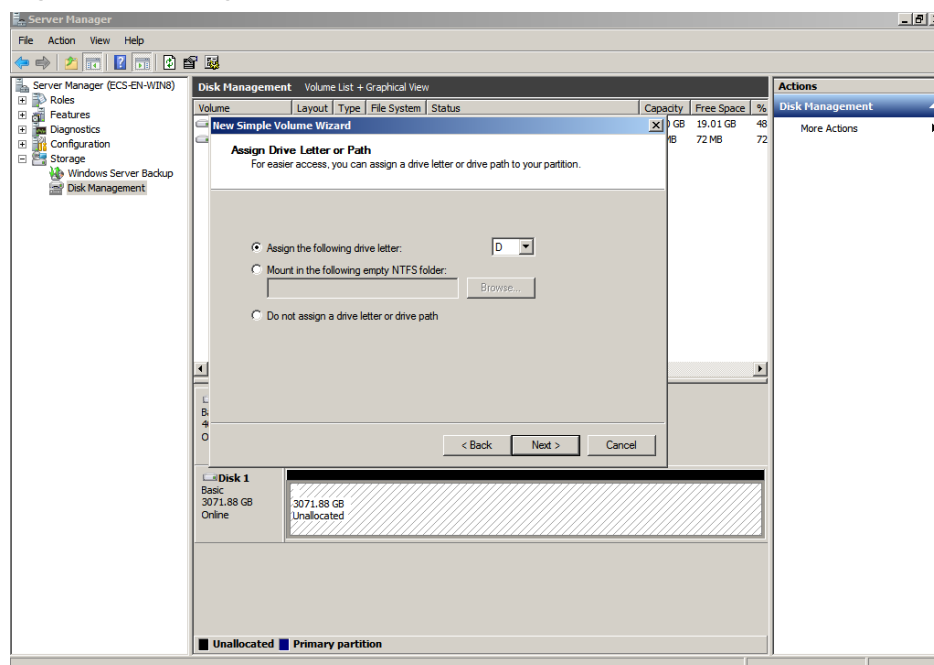 Server Manager
File Action View Help
Server Manager (ECS-EN-WIN8)
Roles
Features
Diagnostics
Configuration
Storage
Windows Server Backup
Disk Management
Disk Management Volume List + Graphical View
Volume Layout Type File System Status Capacity Free Space %
GB 19.01 GB 48
MB 72 MB 72
New Simple Volume Wizard
Assign Drive Letter or Path
For easier access, you can assign a drive letter or drive path to your partition.
Assign the following drive letter: D
Mount in the following empty NTFS folder:
Browse...
Do not assign a drive letter or drive path
< Back Next > Cancel
Disk 1
Basic
3071.88 GB
Online
3071.88 GB
Unallocated
Unallocated Primary partition
Actions
Disk Management
More Actions